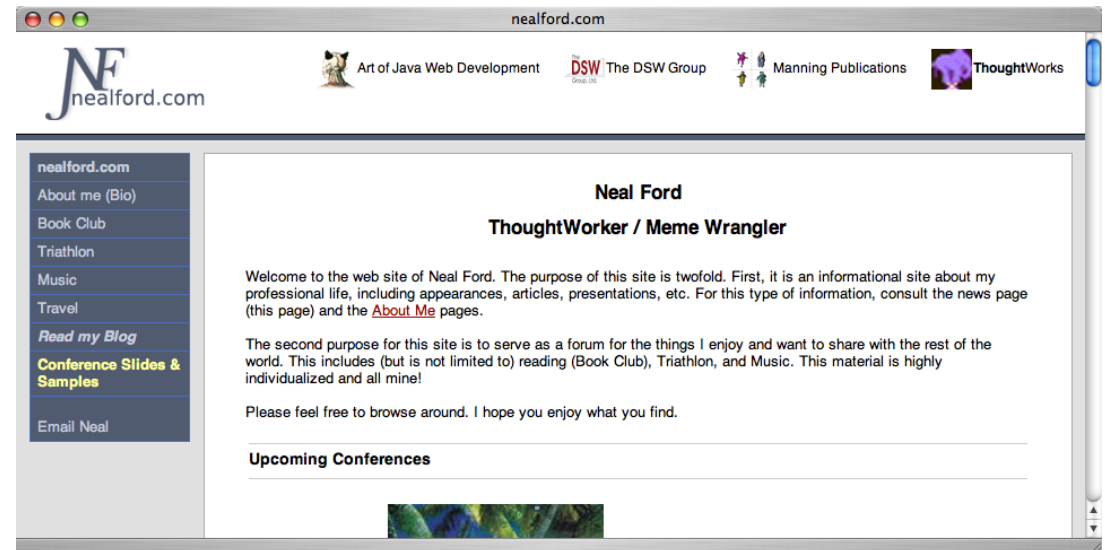 nealford.com
NF
nealford.com
Art of Java Web Development
The
DSW
Group, Ltd.
The DSW Group
Manning Publications
ThoughtWorks
nealford.com
About me (Bio)
Book Club
Triathlon
Music
Travel
Read my Blog
Conference Slides &
Samples
Email Neal
Neal Ford
ThoughtWorker / Meme Wrangler
Welcome to the web site of Neal Ford. The purpose of this site is twofold. First, it is an informational site about my
professional life, including appearances, articles, presentations, etc. For this type of information, consult the news page
(this page) and the About Me pages.
The second purpose for this site is to serve as a forum for the things I enjoy and want to share with the rest of the
world. This includes (but is not limited to) reading (Book Club), Triathlon, and Music. This material is highly
individualized and all mine!
Please feel free to browse around. I hope you enjoy what you find.
Upcoming Conferences